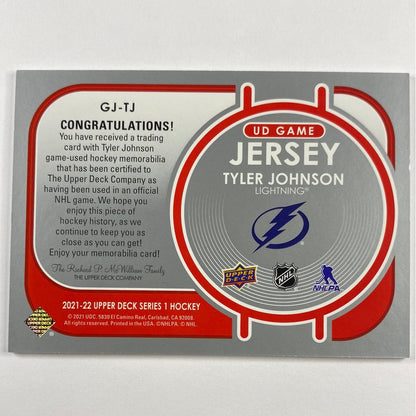 GJ-TJ
CONGRATULATIONS!
You have received a trading
card with Tyler Johnson
game-used hockey memorabilia
that has been certified to
The Upper Deck Company as
having been used in an official
NHL game. We hope you
enjoy this piece of
hockey history, as we
continue to keep you as
close as you can get!
Enjoy your memorabilia!
The Richard P. McWilliam Family
THE UPPER DECK COMPANY
2021-22 UPPER DECK SERIES 1 HOCKEY
© 2021 UDC. 5830 El Camino Real, Carlsbad, CA 92008.
All rights reserved. Printed in the USA. ©NHLPA. © NHL.
UD GAME
JERSEY
TYLER JOHNSON
LIGHTNING
UPPER
DECK
NHL
NHLPA